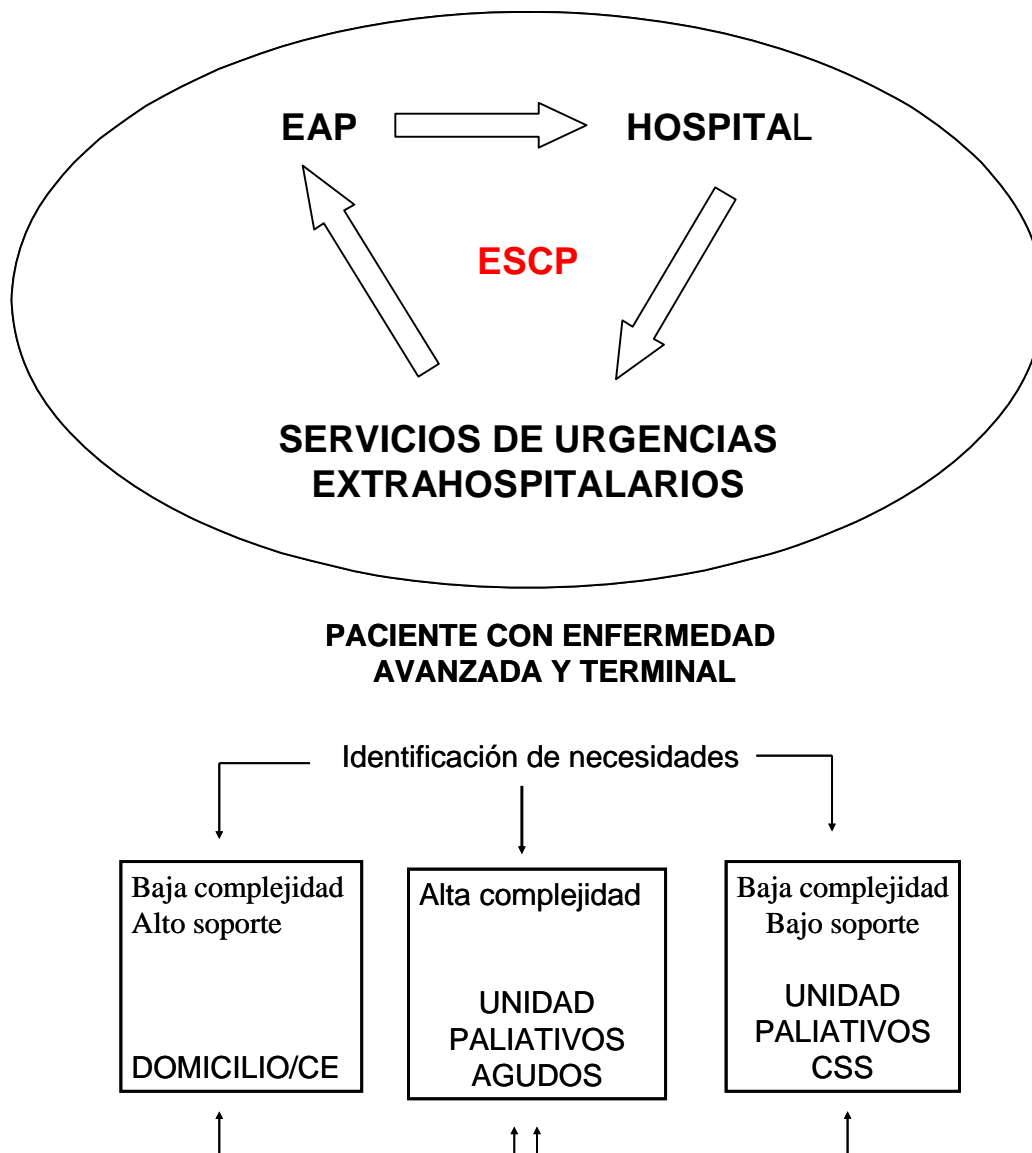 EAP
HOSPITAL
ESCP
SERVICIOS DE URGENCIAS
EXTRAHOSPITALARIOS
PACIENTE CON ENFERMEDAD
AVANZADA Y TERMINAL
Identificación de necesidades
Baja complejidad
Alto soporte
DOMICILIO/CE
Alta complejidad
UNIDAD
PALIATIVOS
AGUDOS
Baja complejidad
Bajo soporte
UNIDAD
PALIATIVOS
CSS